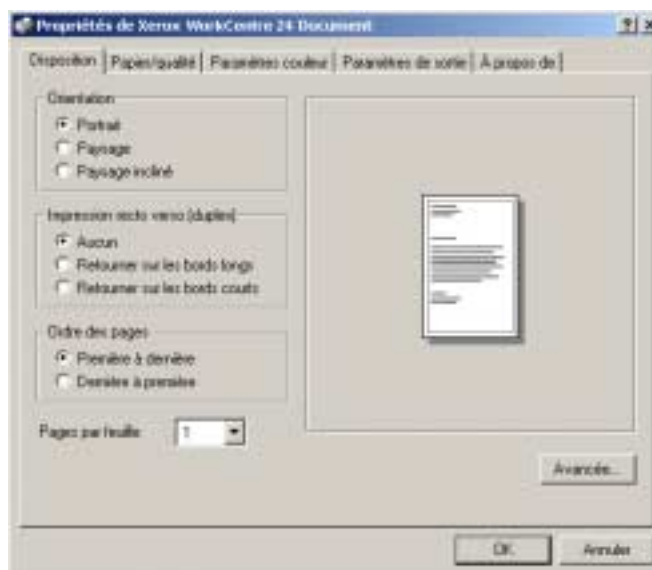 Propriétés de Xerox WorkCentre 24 Document
Disposition Papier/qualité Paramètres couleur Paramètres de sortie À propos de
Orientation
Portrait
Paysage
Paysage incliné
Impression recto verso (duplex)
Aucun
Retourner sur les bords longs
Retourner sur les bords courts
Ordre des pages
Première à dernière
Dernière à première
Pages par feuille 1
Avancée...
OK Annuler